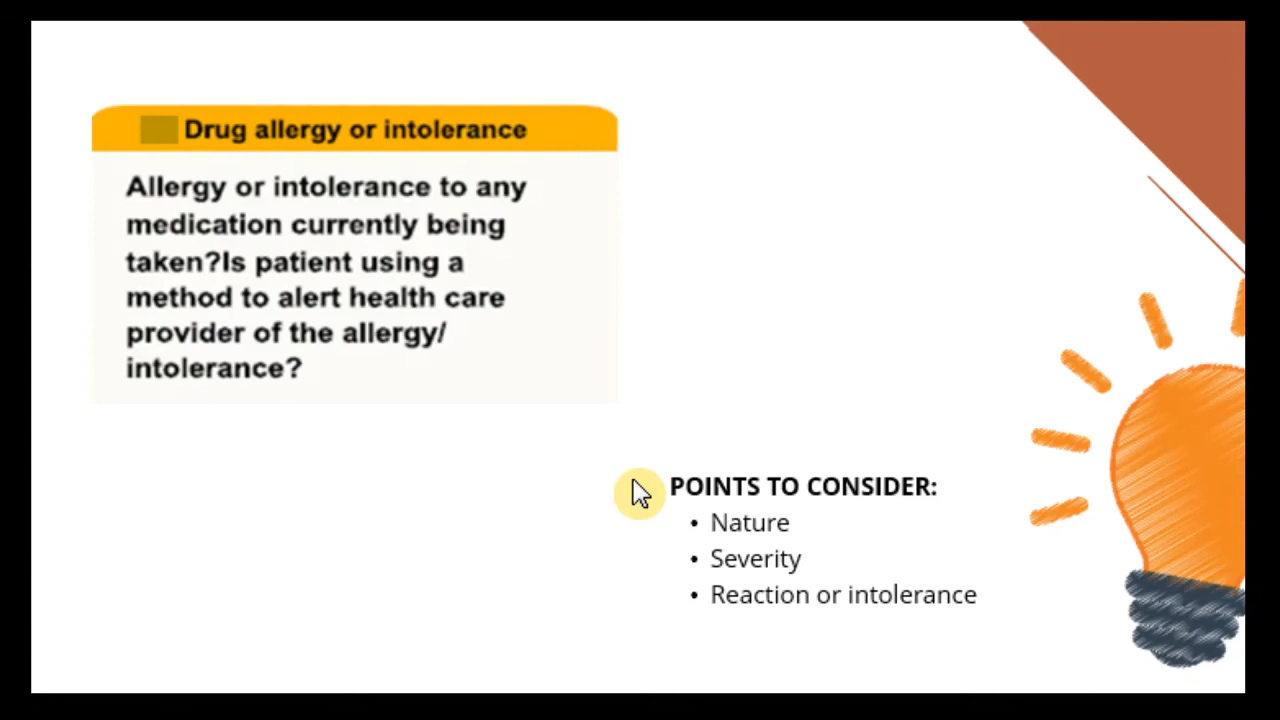 Drug allergy or intolerance
Allergy or intolerance to any
medication currently being
taken?Is patient using a
method to alert health care
provider of the allergy/
intolerance?
POINTS TO CONSIDER:
• Nature
• Severity
• Reaction or intolerance